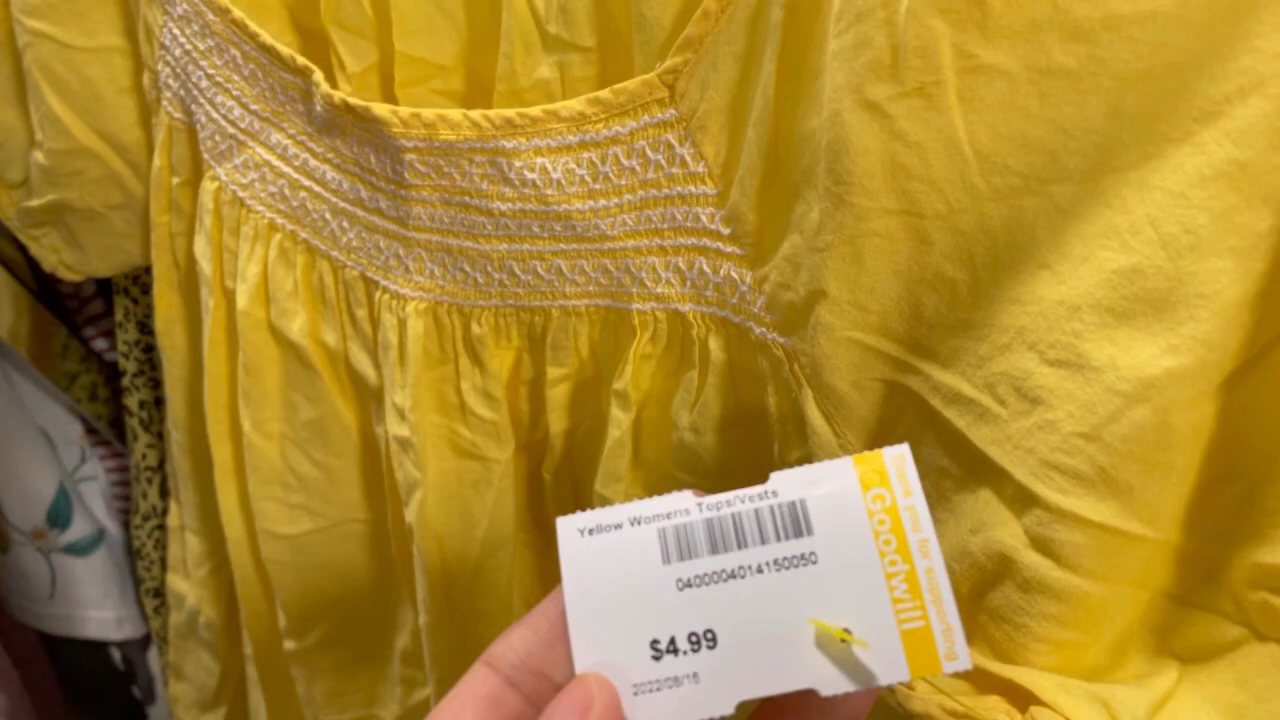 Yellow Womens Tops/Vests
0400004014150050
$4.99
2022/08/16
Goodwill
Thank you for supporting